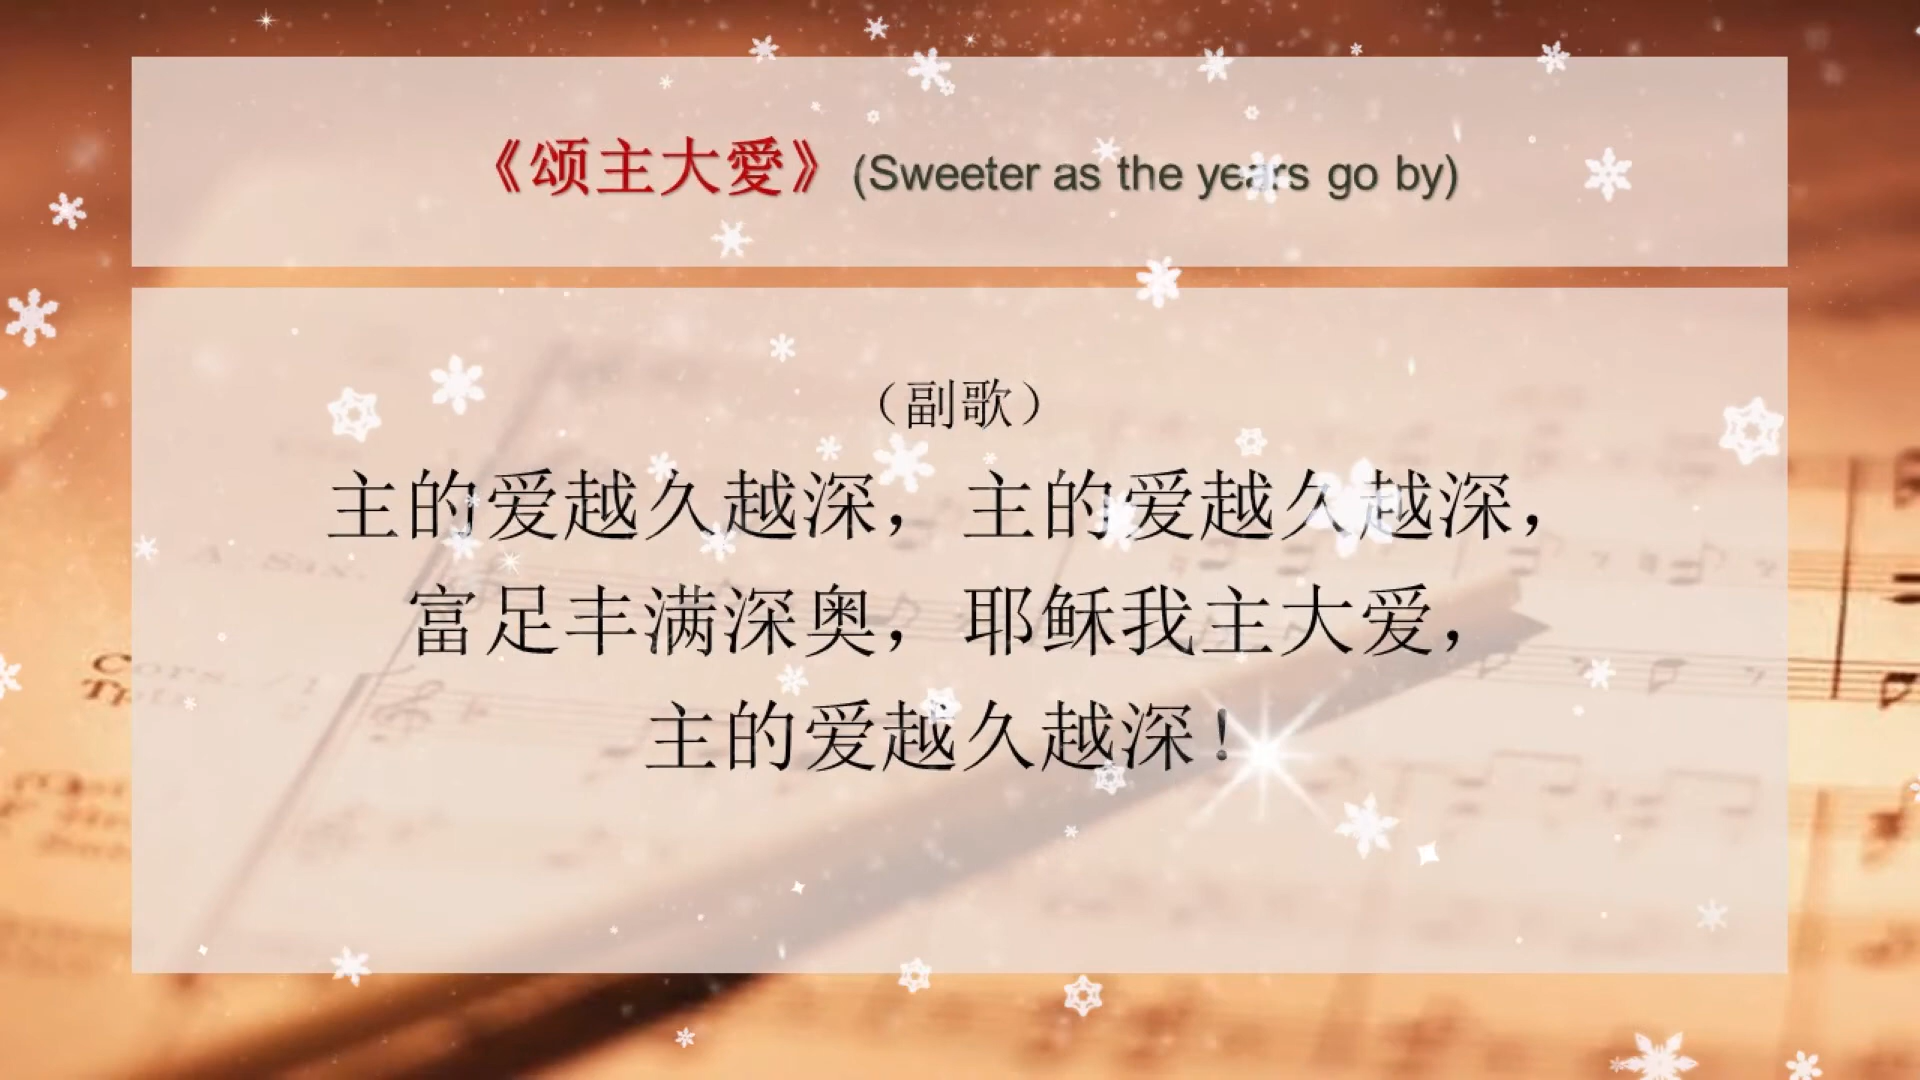 《颂主大愛》(Sweeter as the years go by)
（副歌）
主的爱越久越深，主的爱越久越深，
富足丰满深奥，耶稣我主大爱，
主的爱越久越深！